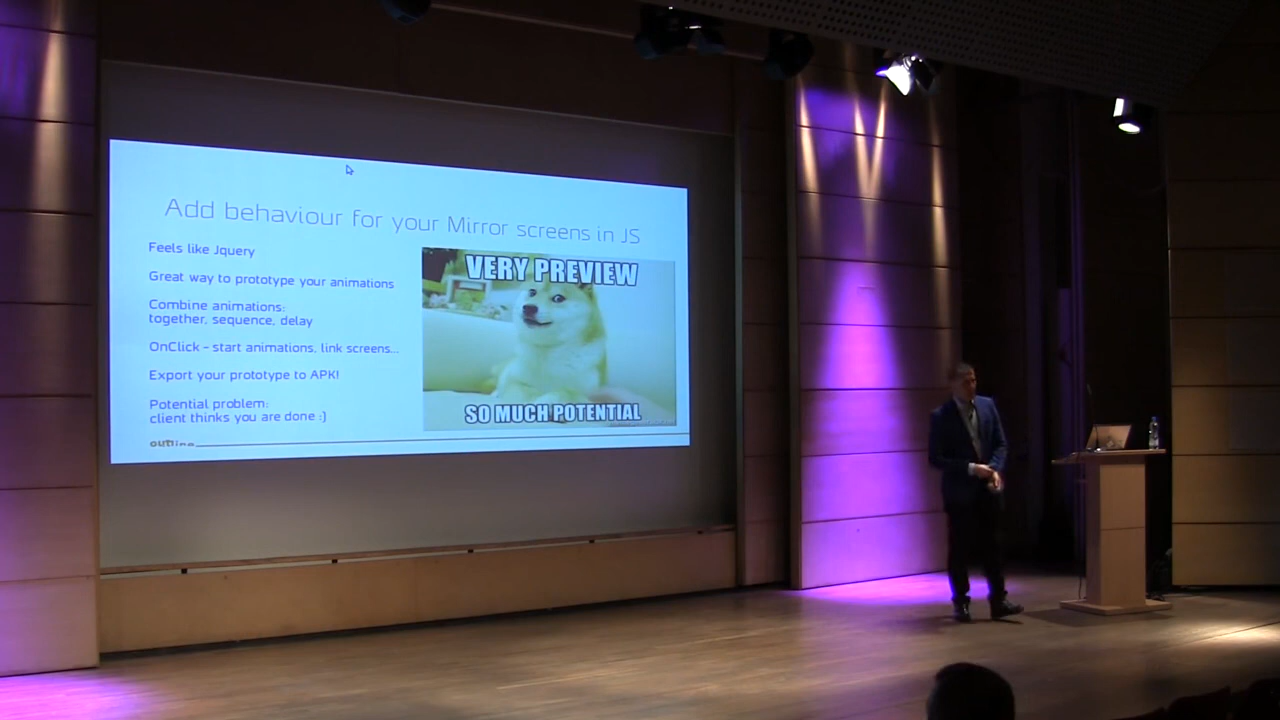 Add behaviour for your Mirror screens in JS
Feels like Jquery
Great way to prototype your animations
Combine animations:
together, sequence, delay
OnClick - start animations, link screens...
Export your prototype to APK!
Potential problem:
client thinks you are done :)
VERY PREVIEW
SO MUCH POTENTIAL
outline